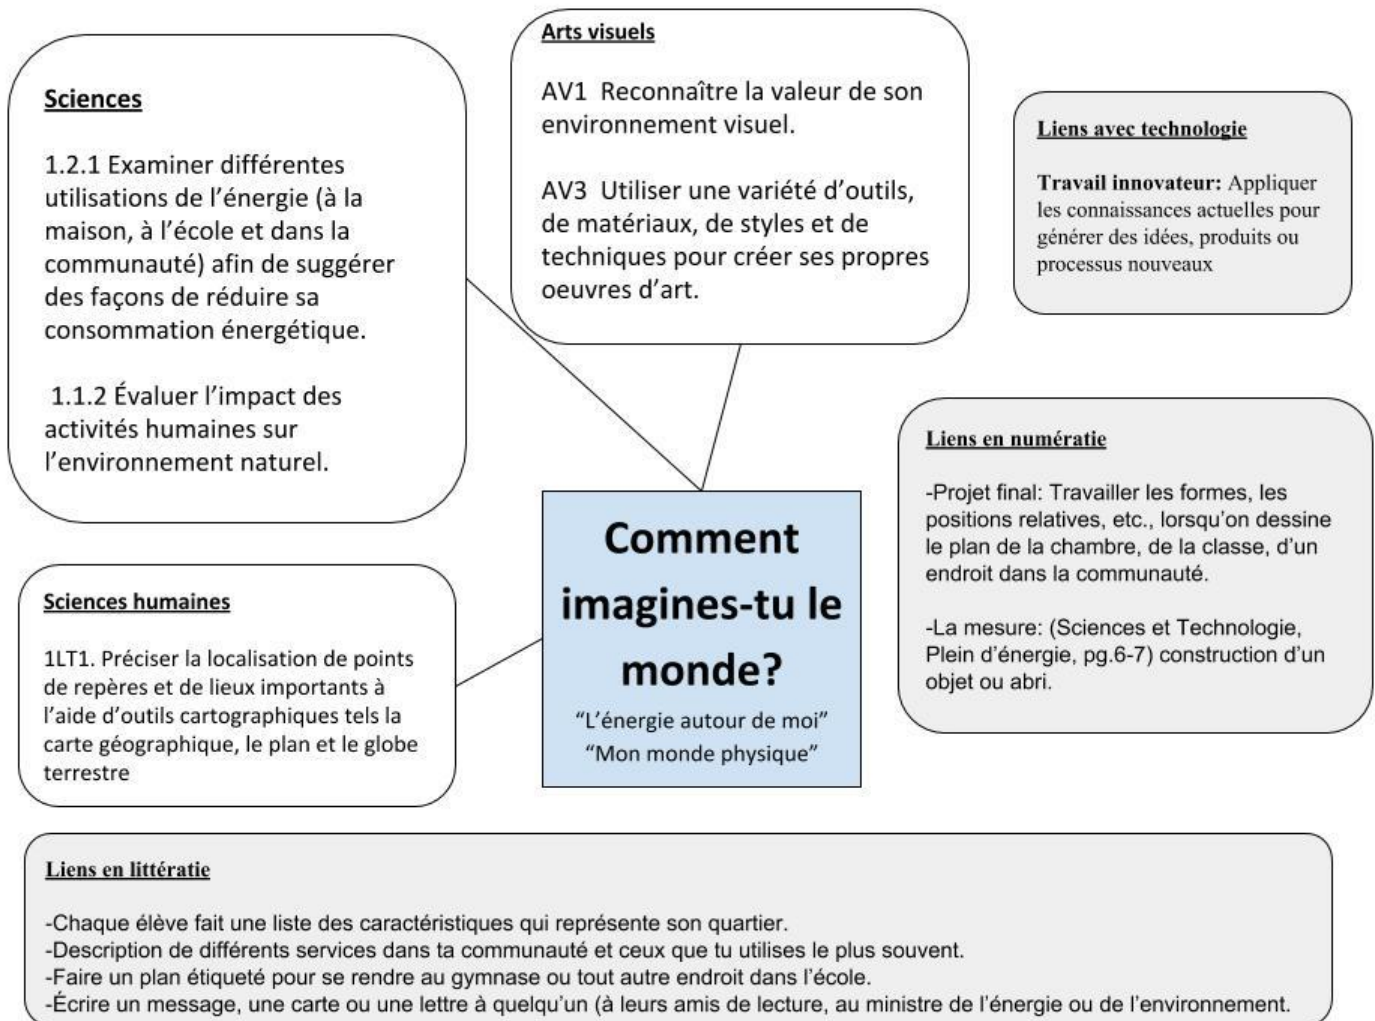 Sciences
1.2.1 Examiner différentes
utilisations de l’énergie (à la
maison, à l’école et dans la
communauté) afin de suggérer
des façons de réduire sa
consommation énergétique.
1.1.2 Évaluer l’impact des
activités humaines sur
l’environnement naturel.
Arts visuels
AV1 Reconnaître la valeur de son
environnement visuel.
AV3 Utiliser une variété d’outils,
de matériaux, de styles et de
techniques pour créer ses propres
oeuvres d’art.
Liens avec technologie
Travail innovateur: Appliquer
les connaissances actuelles pour
générer des idées, produits ou
processus nouveaux
Sciences humaines
1LT1. Préciser la localisation de points
de repères et de lieux importants à
l’aide d’outils cartographiques tels la
carte géographique, le plan et le globe
terrestre
Comment
imagines-tu le
monde?
“L’énergie autour de moi”
“Mon monde physique”
Liens en numératie
-Projet final: Travailler les formes, les
positions relatives, etc., lorsqu’on dessine
le plan de la chambre, de la classe, d’un
endroit dans la communauté.
-La mesure: (Sciences et Technologie,
Plein d’énergie, pg.6-7) construction d’un
objet ou abri.
Liens en littératie
-Chaque élève fait une liste des caractéristiques qui représente son quartier.
-Description de différents services dans ta communauté et ceux que tu utilises le plus souvent.
-Faire un plan étiqueté pour se rendre au gymnase ou tout autre endroit dans l’école.
-Écrire un message, une carte ou une lettre à quelqu’un (à leurs amis de lecture, au ministre de l’énergie ou de l’environnement.